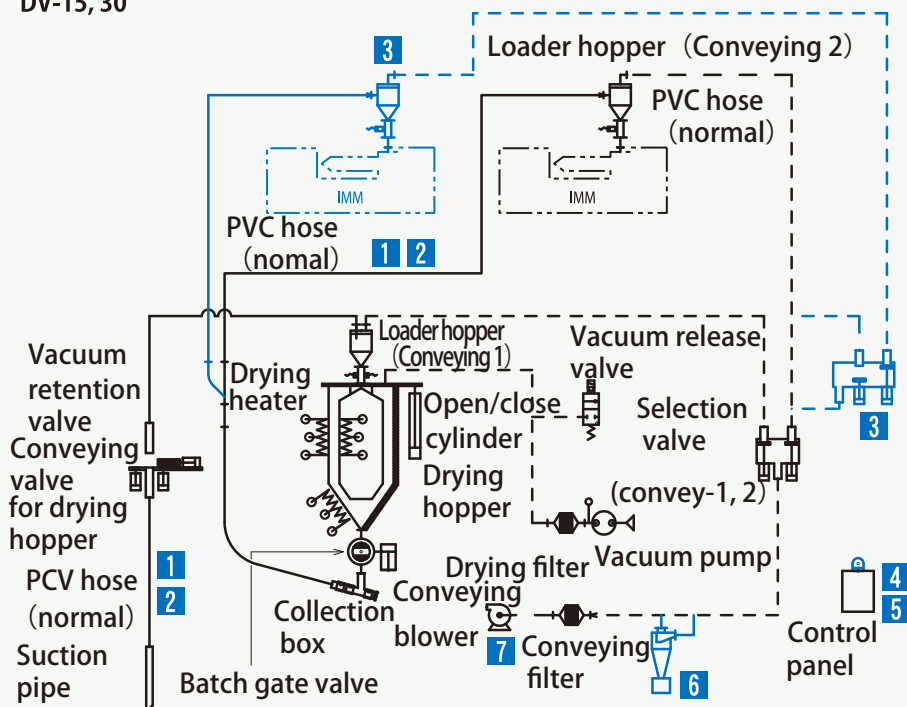 DV-15, 30
3
Loader hopper（Conveying 2）
PVC hose
（normal）
IMM
IMM
PVC hose
（nomal）
1 2
Loader hopper
(Conveying 1)
Vacuum release
valve
Vacuum
retention
valve
Drying
heater
Open/close
cylinder
Selection
valve
3
Conveying
valve
for drying
hopper
Drying
hopper
(convey-1, 2)
Vacuum pump
1
2
PCV hose
（normal）
Drying filter
4
5
Collection
box
Conveying
blower
7
Conveying
filter
Control
panel
Suction
pipe
Batch gate valve
6